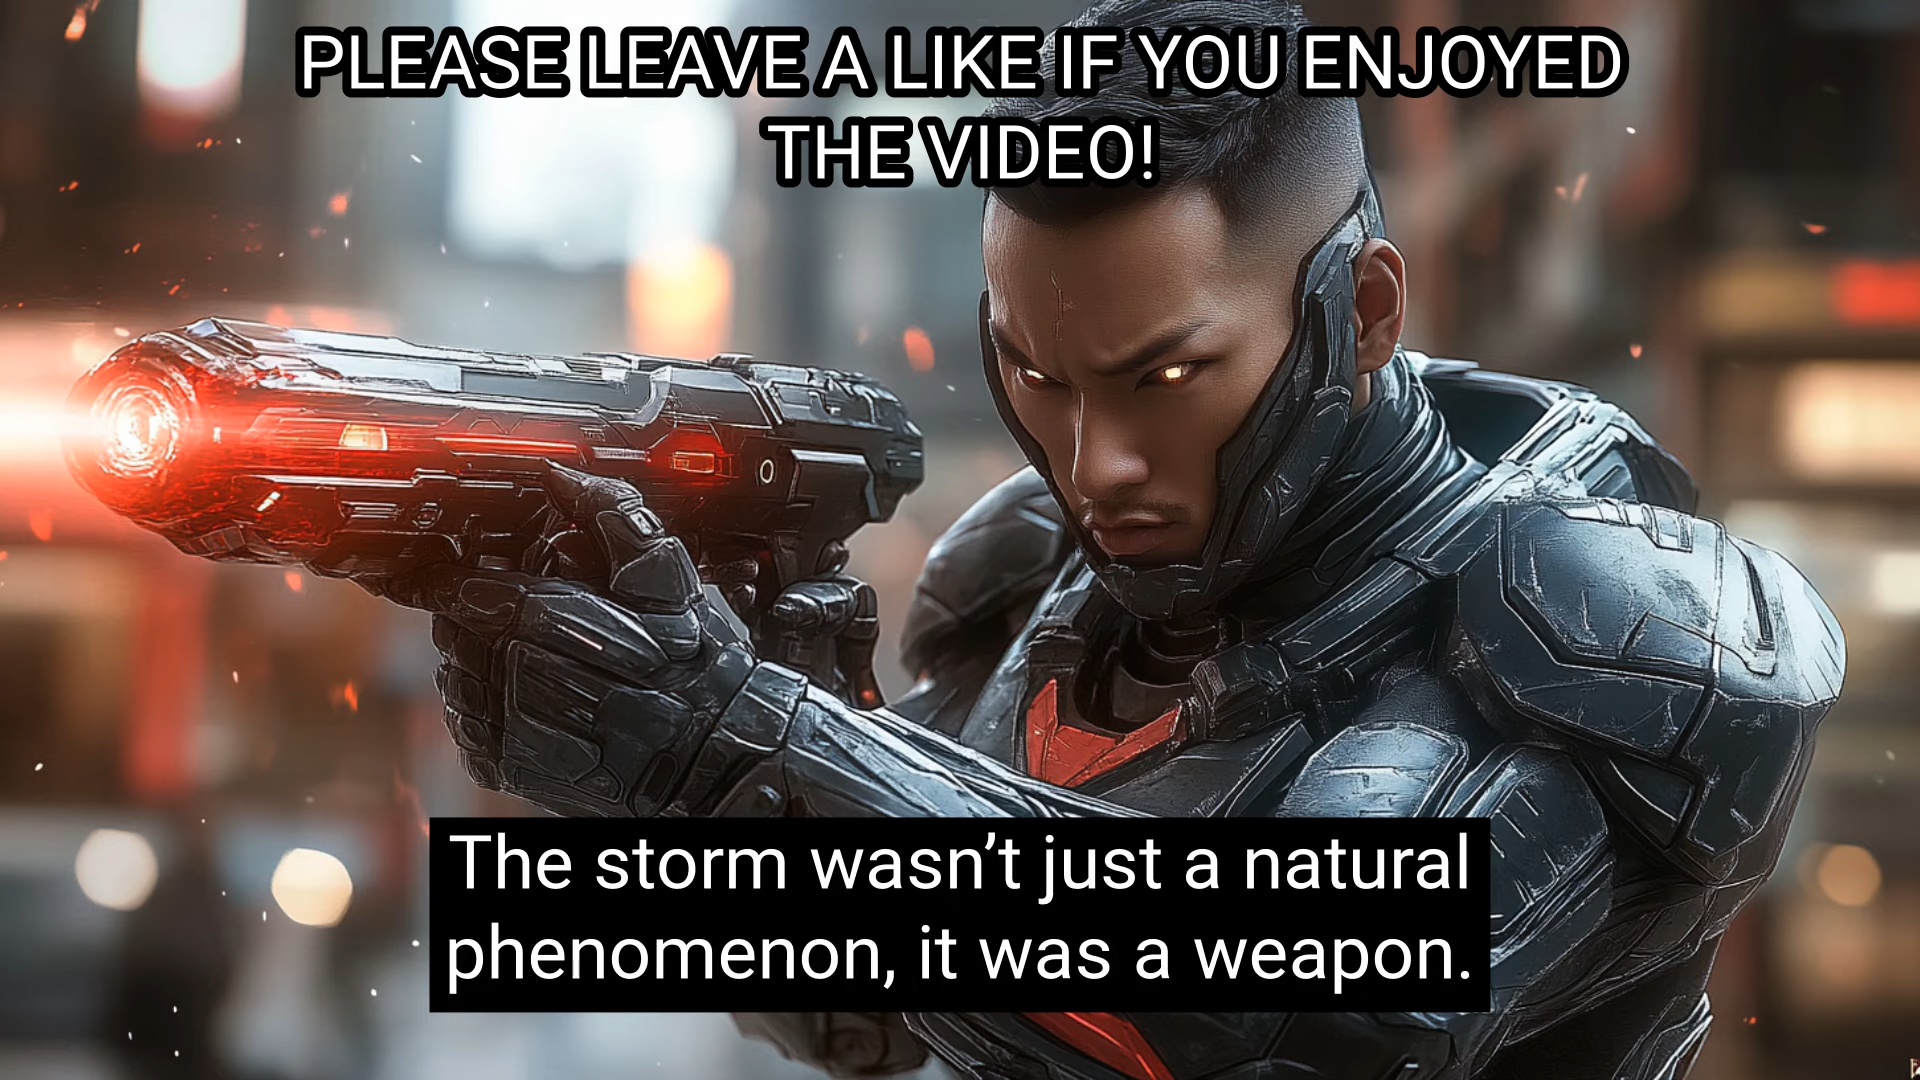 PLEASE LEAVE A LIKE IF YOU ENJOYED
THE VIDEO!
The storm wasn’t just a natural
phenomenon, it was a weapon.